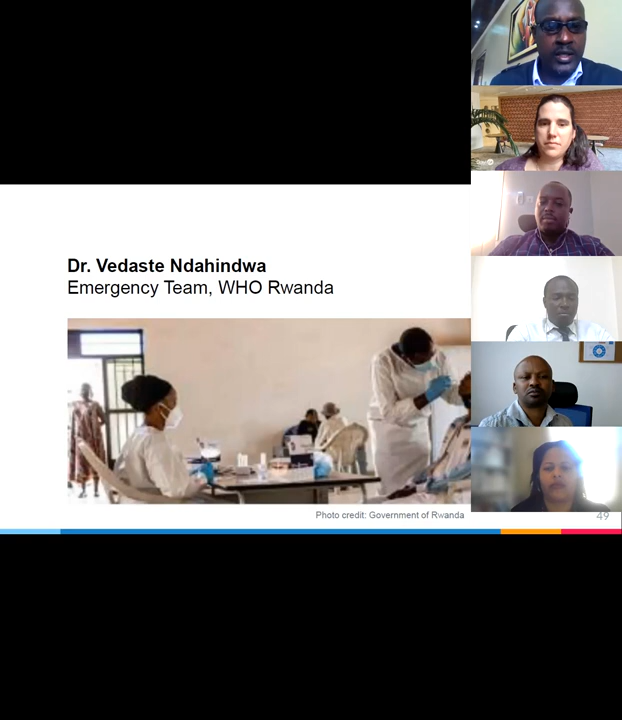 Dr. Vedaste Ndahindwa
Emergency Team, WHO Rwanda
Photo credit: Government of Rwanda
49